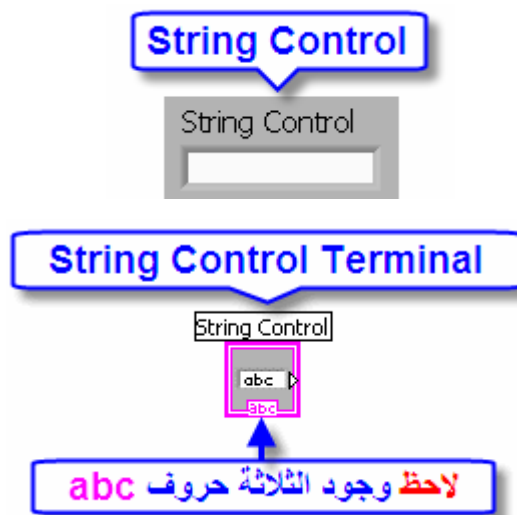 String Control
String Control
String Control Terminal
String Control
abc
abc
لاحظ وجود الثلاثة حروف abc